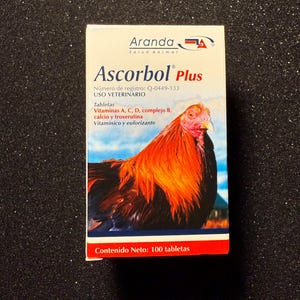 Aranda
Salud Animal
Ascorbol® Plus
Número de registro: Q-0449-133
USO VETERINARIO
Tabletas
Vitaminas A, C, D, complejo B,
calcio y troxerutina
Vitamínico y euforizante
Contenido Neto: 100 tabletas